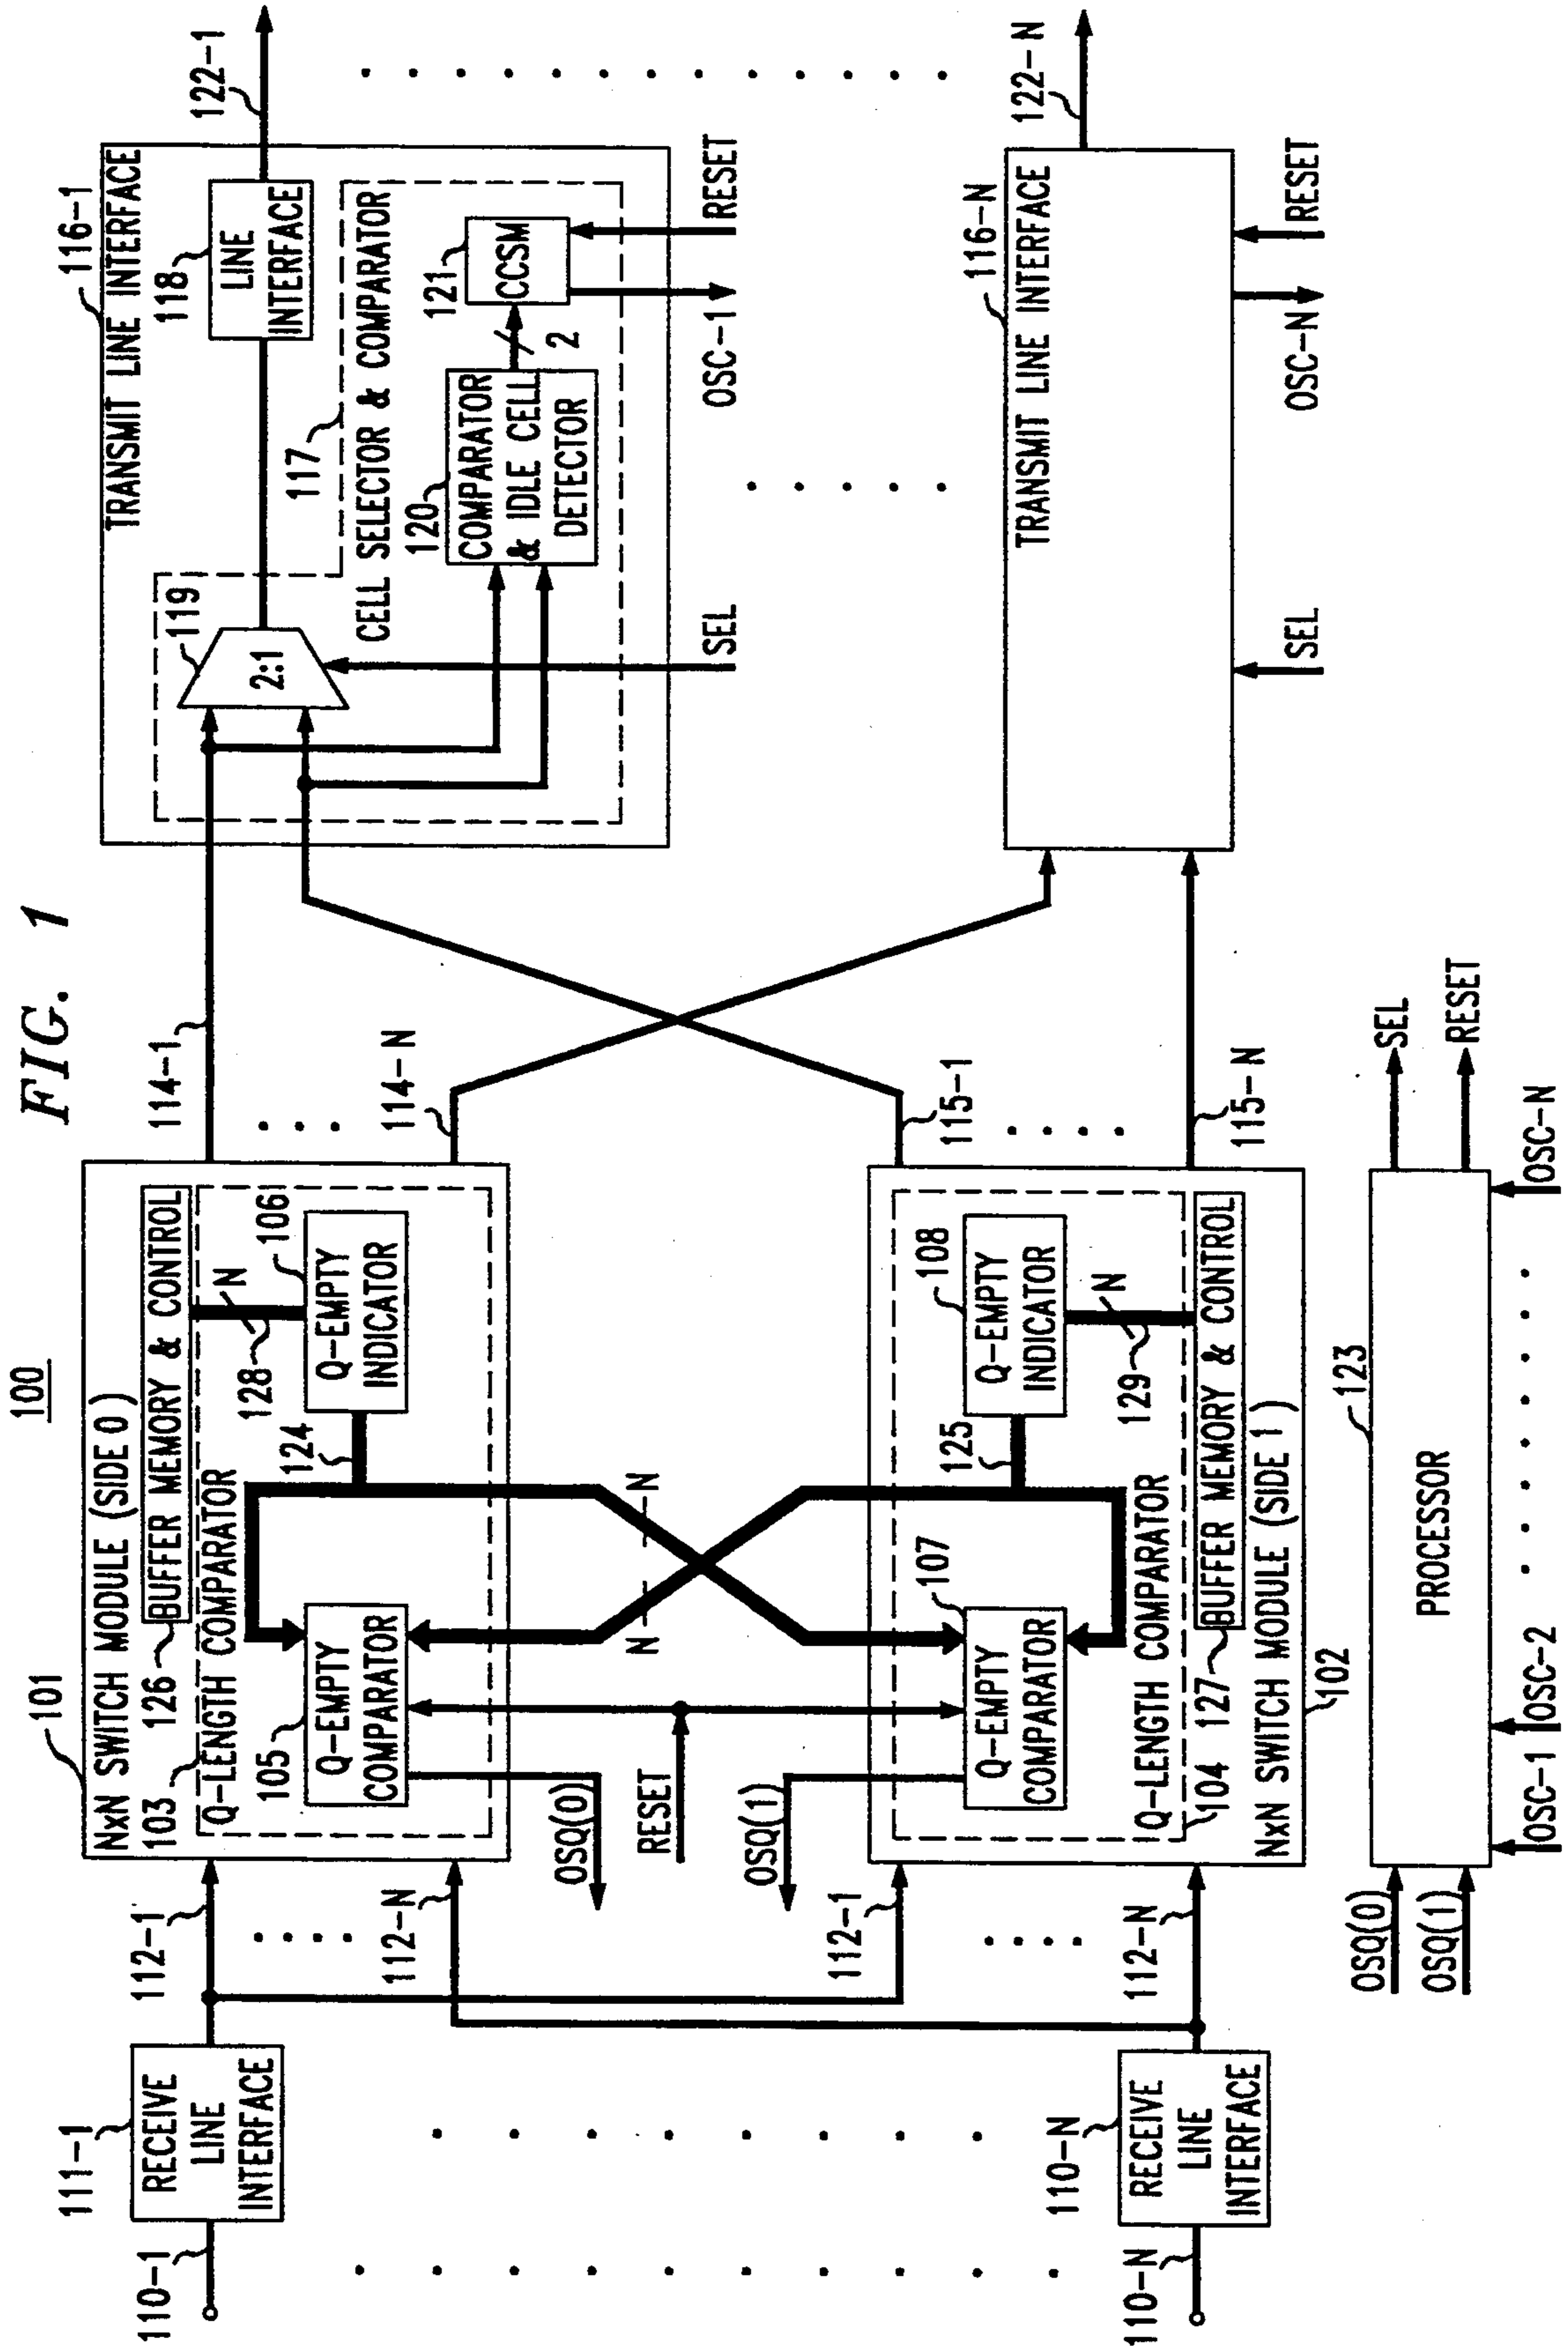 FIG. 1
100
101
NxN SWITCH MODULE (SIDE 0)
126
BUFFER MEMORY & CONTROL
103
Q-LENGTH COMPARATOR
105
Q-EMPTY
COMPARATOR
128
N
106
Q-EMPTY
INDICATOR
124
110-1
111-1
RECEIVE
LINE
INTERFACE
112-1
112-N
114-1
114-N
OSQ(0)
RESET
N
N
OSQ(1)
112-1
112-N
110-N
110-N
RECEIVE
LINE
INTERFACE
107
Q-EMPTY
COMPARATOR
125
108
Q-EMPTY
INDICATOR
N
129
Q-LENGTH COMPARATOR
104
127
BUFFER MEMORY & CONTROL
NxN SWITCH MODULE (SIDE 1)
102
115-1
115-N
116-1
TRANSMIT LINE INTERFACE
118
LINE
INTERFACE
122-1
119
2:1
117
CELL SELECTOR & COMPARATOR
120
COMPARATOR
& IDLE CELL
DETECTOR
2
121
CCSM
SEL
OSC-1
RESET
116-N
TRANSMIT LINE INTERFACE
122-N
SEL
OSC-N
RESET
123
PROCESSOR
OSQ(0)
OSQ(1)
OSC-1
OSC-2
OSC-N
SEL
RESET